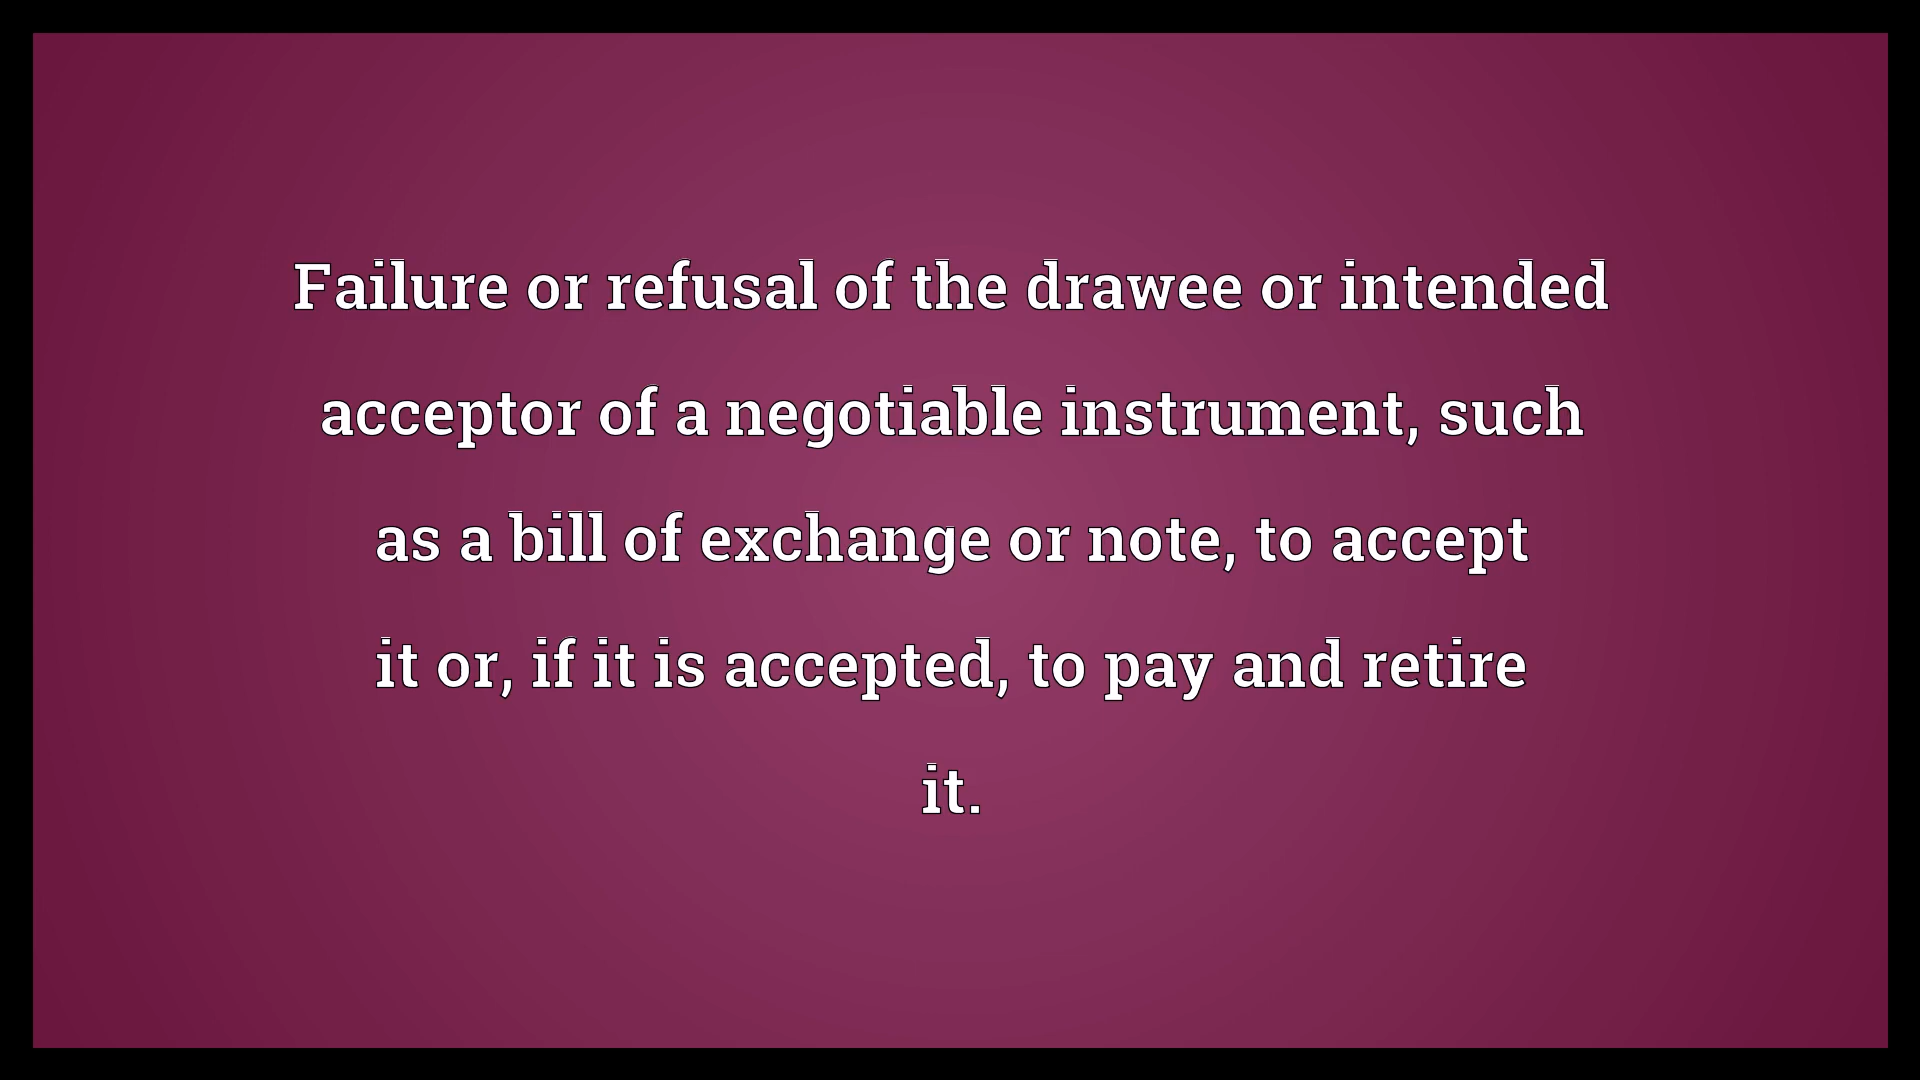 Failure or refusal of the drawee or intended
acceptor of a negotiable instrument, such
as a bill of exchange or note, to accept
it or, if it is accepted, to pay and retire
it.